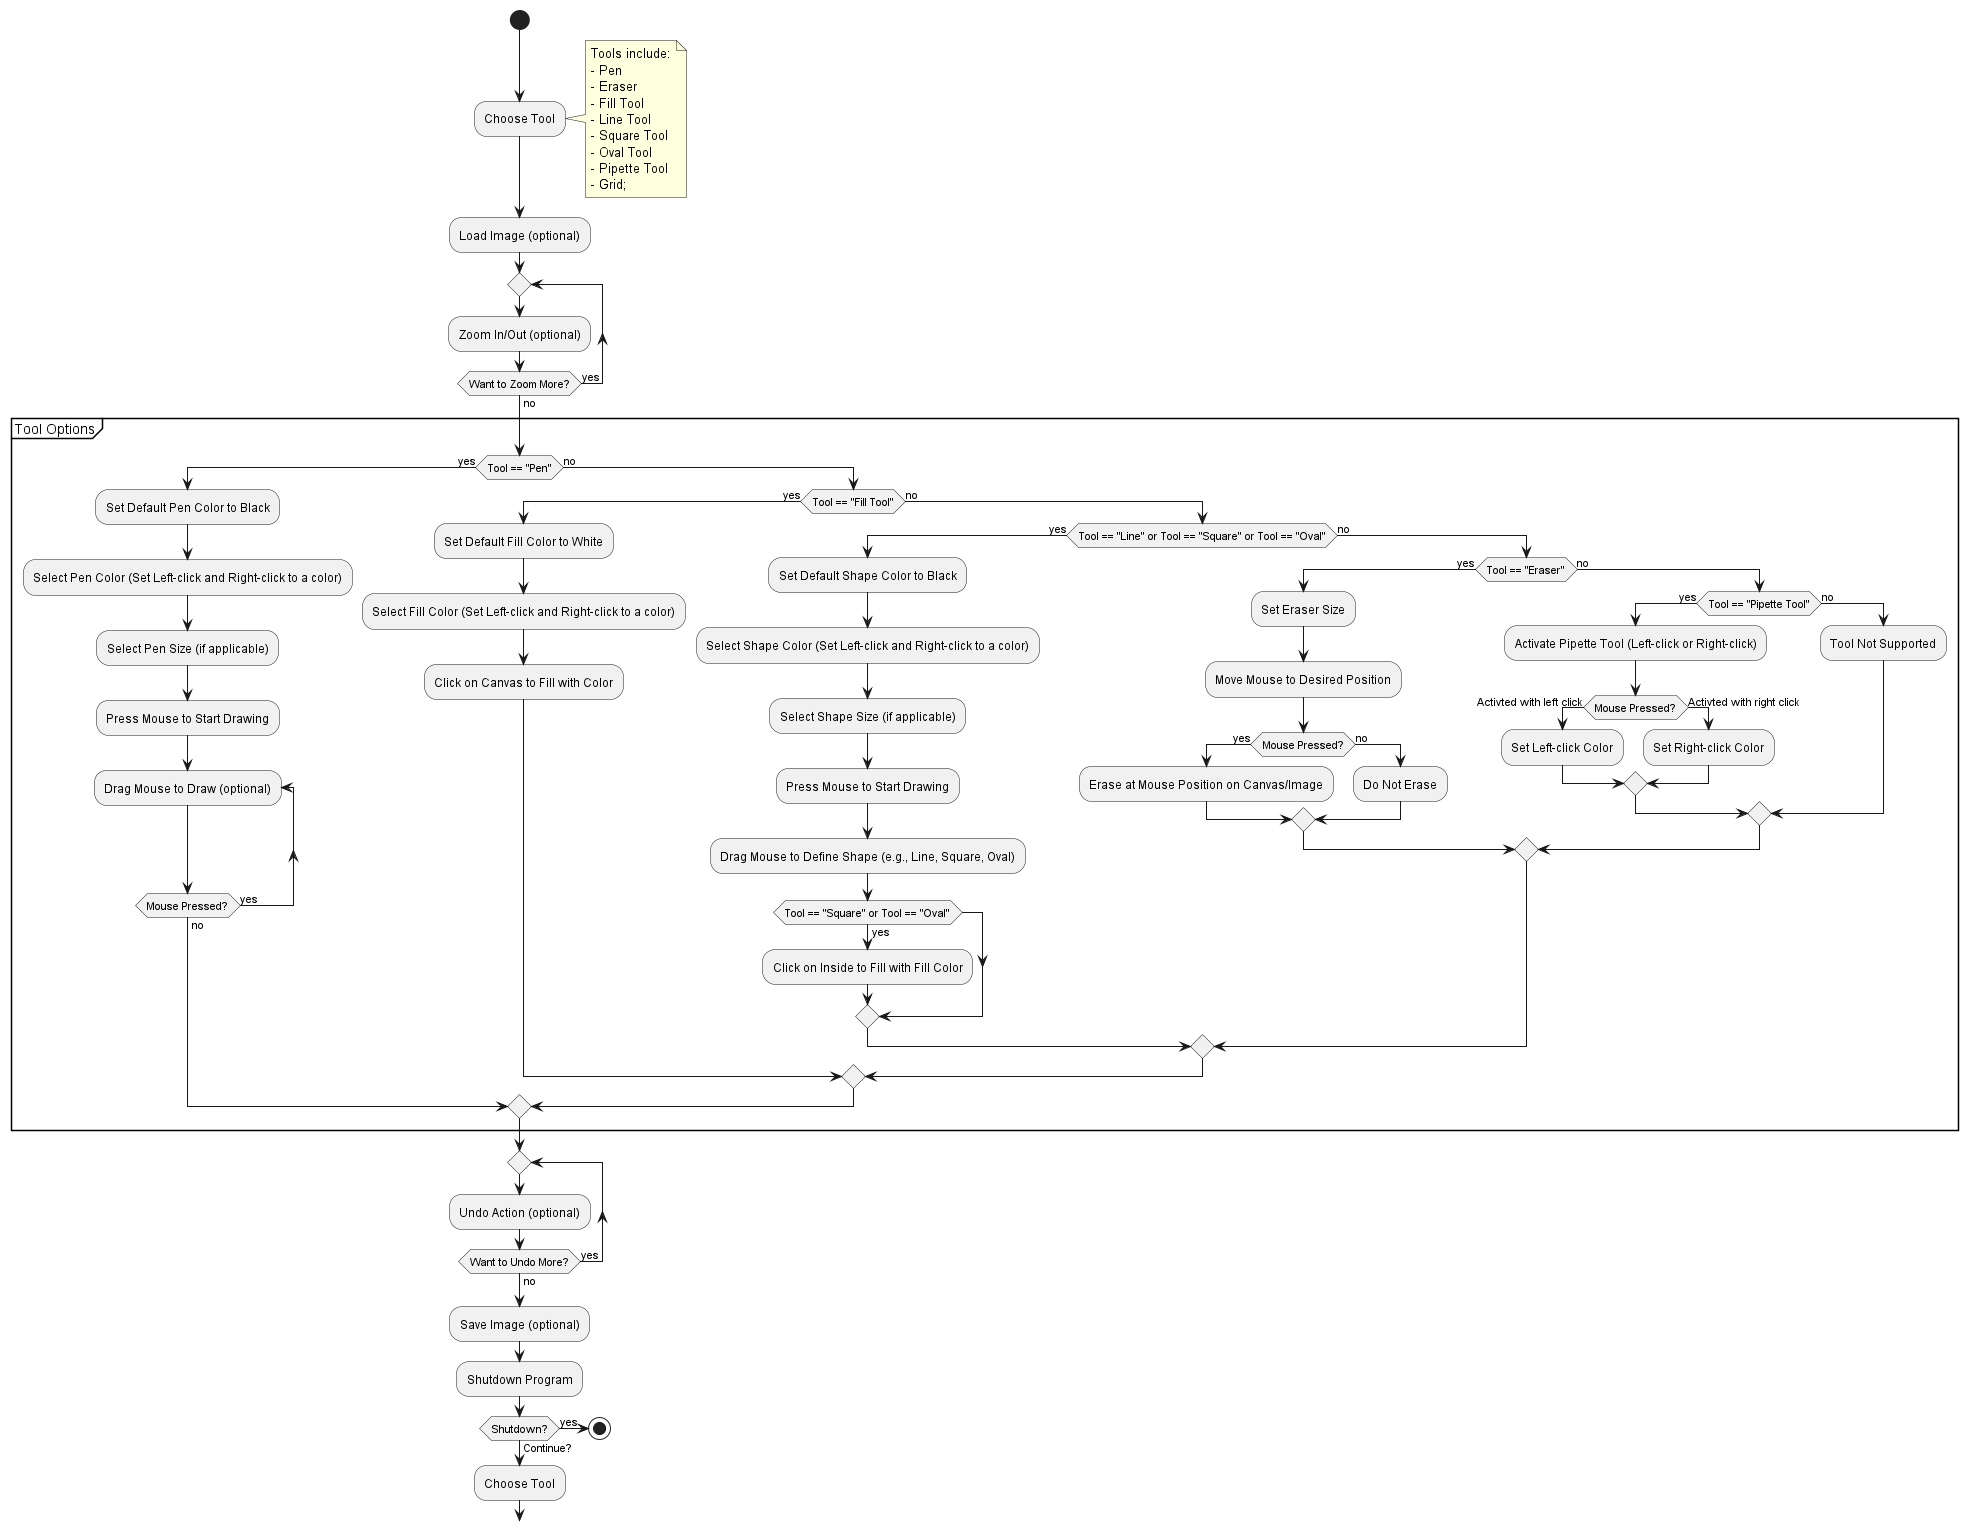 Tools include:
- Pen
- Eraser
- Fill Tool
- Line Tool
- Square Tool
- Oval Tool
- Pipette Tool
- Grid;
Choose Tool
Load Image (optional)
Zoom In/Out (optional)
Want to Zoom More?
yes
no
Tool Options
Tool == "Pen"
yes
no
Set Default Pen Color to Black
Select Pen Color (Set Left-click and Right-click to a color)
Select Pen Size (if applicable)
Press Mouse to Start Drawing
Drag Mouse to Draw (optional)
Mouse Pressed?
yes
no
Tool == "Fill Tool"
yes
no
Set Default Fill Color to White
Select Fill Color (Set Left-click and Right-click to a color)
Click on Canvas to Fill with Color
Tool == "Line" or Tool == "Square" or Tool == "Oval"
yes
no
Set Default Shape Color to Black
Select Shape Color (Set Left-click and Right-click to a color)
Select Shape Size (if applicable)
Press Mouse to Start Drawing
Drag Mouse to Define Shape (e.g., Line, Square, Oval)
Tool == "Square" or Tool == "Oval"
yes
Click on Inside to Fill with Fill Color
Tool == "Eraser"
yes
no
Set Eraser Size
Move Mouse to Desired Position
Mouse Pressed?
yes
no
Erase at Mouse Position on Canvas/Image
Do Not Erase
Tool == "Pipette Tool"
yes
no
Activate Pipette Tool (Left-click or Right-click)
Tool Not Supported
Mouse Pressed?
Activted with left click
Activted with right click
Set Left-click Color
Set Right-click Color
Undo Action (optional)
Want to Undo More?
yes
no
Save Image (optional)
Shutdown Program
Shutdown?
yes
Continue?
Choose Tool